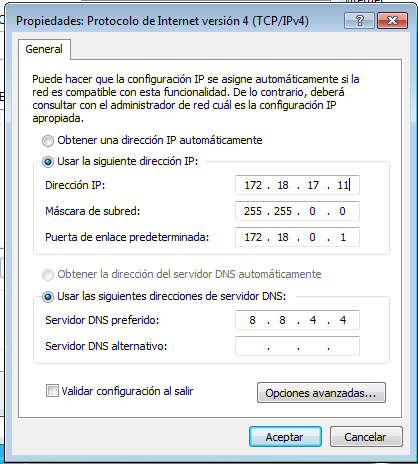 Propiedades: Protocolo de Internet versión 4 (TCP/IPv4)
General
Puede hacer que la configuración IP se asigne automáticamente si la
red es compatible con esta funcionalidad. De lo contrario, deberá
consultar con el administrador de red cuál es la configuración IP
apropiada.
Obtener una dirección IP automáticamente
Usar la siguiente dirección IP:
Dirección IP: 172 . 18 . 17 . 11
Máscara de subred: 255 . 255 . 0 . 0
Puerta de enlace predeterminada: 172 . 18 . 0 . 1
Obtener la dirección del servidor DNS automáticamente
Usar las siguientes direcciones de servidor DNS:
Servidor DNS preferido: 8 . 8 . 4 . 4
Servidor DNS alternativo: . . .
Validar configuración al salir
Opciones avanzadas...
Aceptar Cancelar